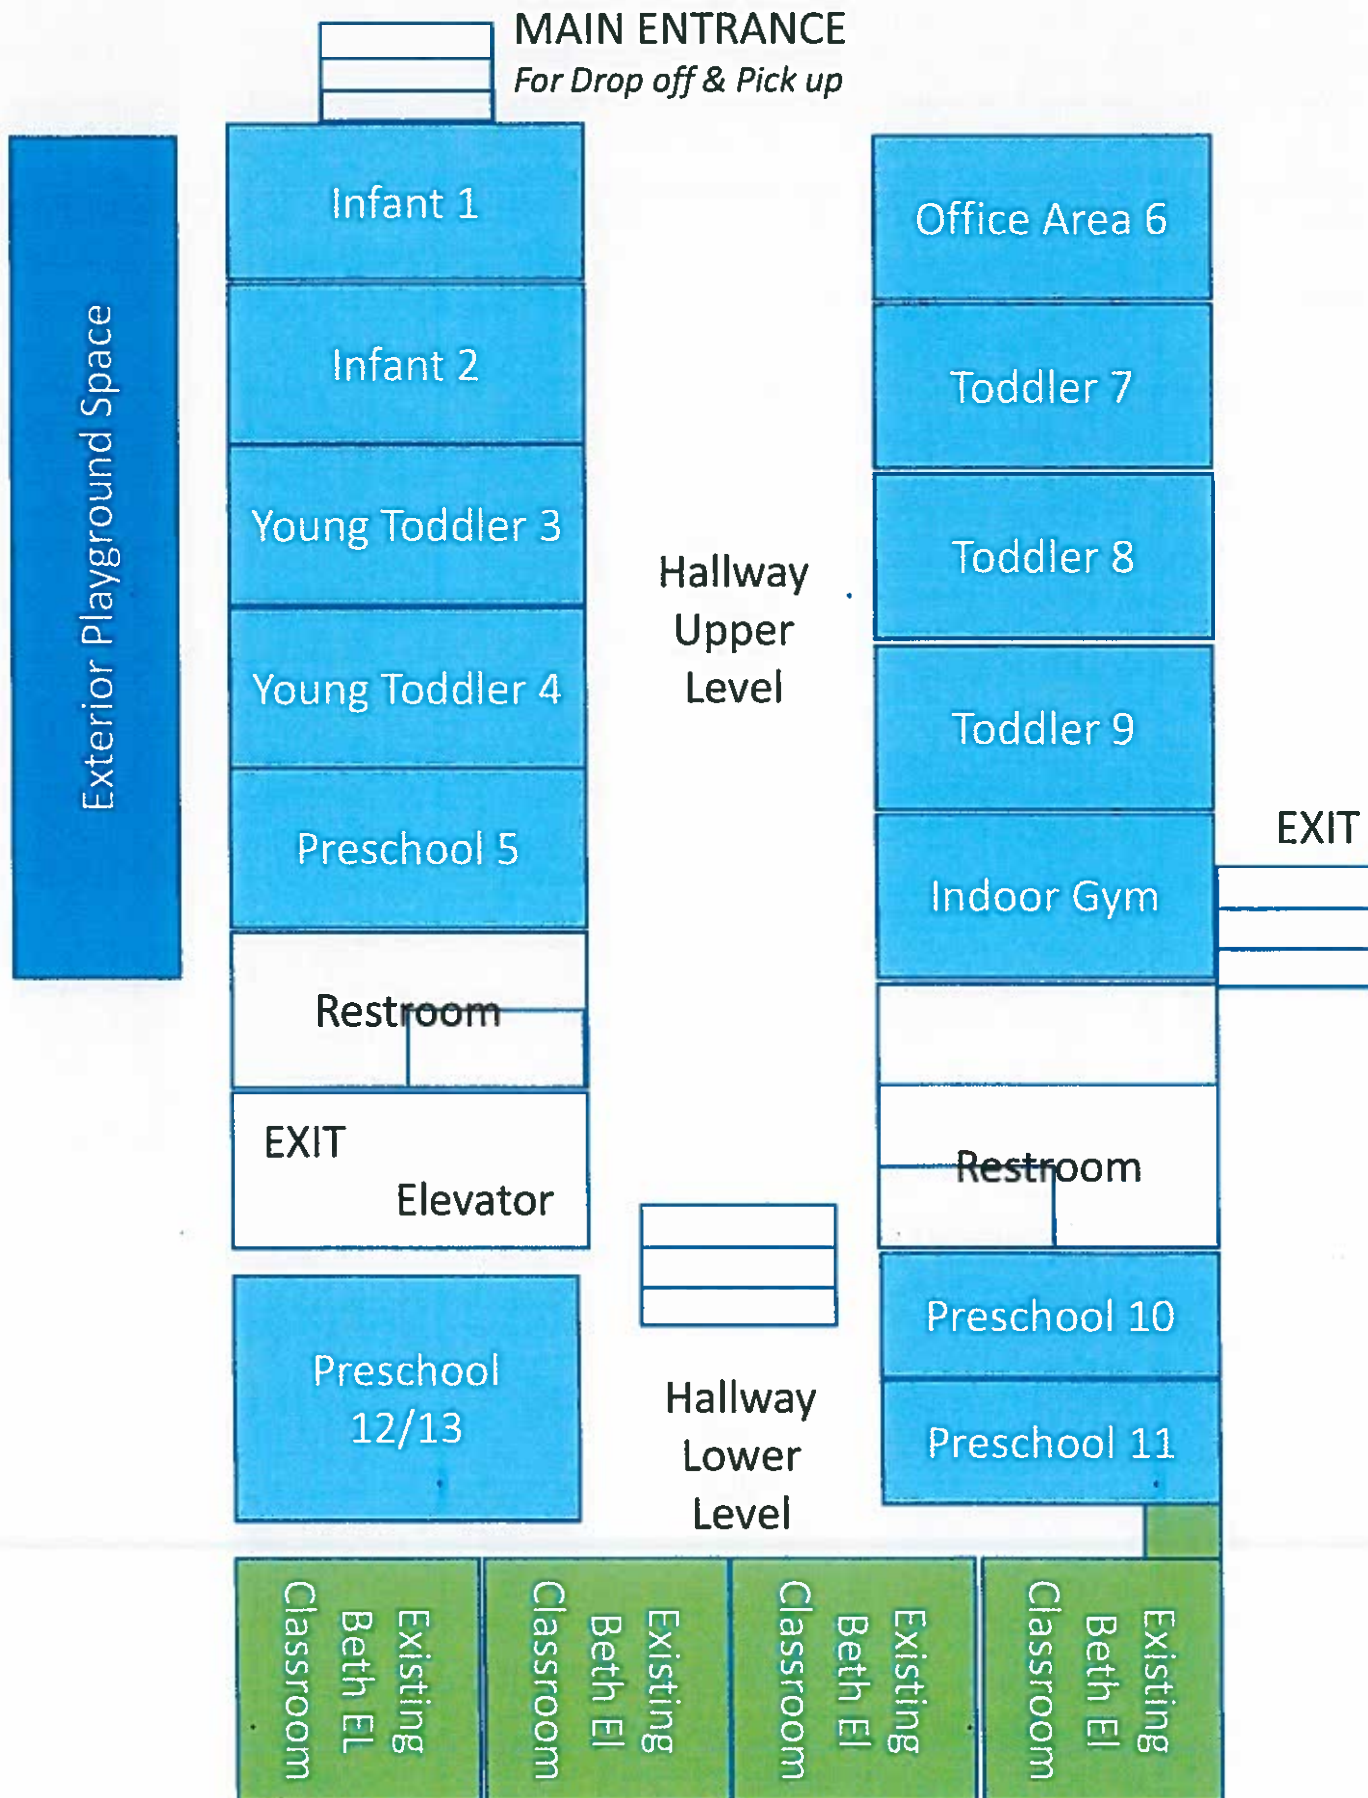 MAIN ENTRANCE
For Drop off & Pick up
Exterior Playground Space
Infant 1
Infant 2
Young Toddler 3
Young Toddler 4
Preschool 5
Restroom
EXIT
Elevator
Preschool
12/13
Hallway
Upper
Level
Hallway
Lower
Level
Office Area 6
Toddler 7
Toddler 8
Toddler 9
Indoor Gym
EXIT
Restroom
Preschool 10
Preschool 11
Existing
Beth EL
Classroom
Existing
Beth El
Classroom
Existing
Beth El
Classroom
Existing
Beth El
Classroom